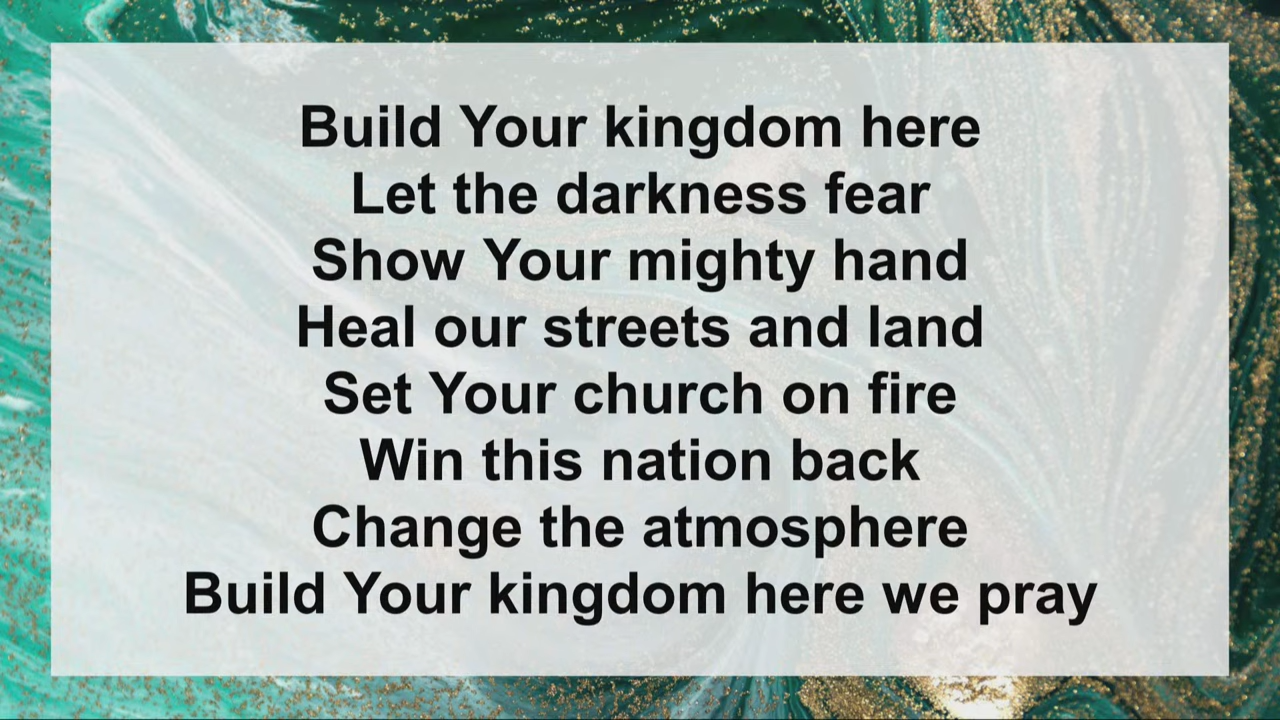 Build Your kingdom here
Let the darkness fear
Show Your mighty hand
Heal our streets and land
Set Your church on fire
Win this nation back
Change the atmosphere
Build Your kingdom here we pray